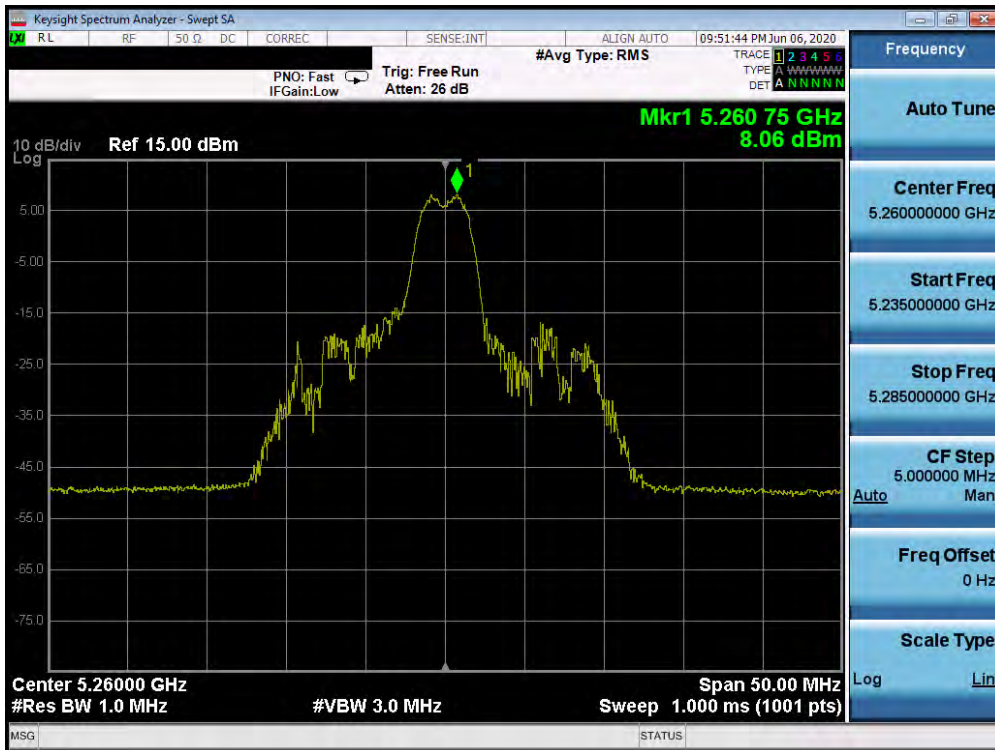 Keysight Spectrum Analyzer - Swept SA
LXI RL RF 50 Ω DC CORREC SENSE:INT ALIGN AUTO 09:51:44 PM Jun 06, 2020
Frequency
#Avg Type: RMS
TRACE 1 2 3 4 5 6
PNO: Fast
Trig: Free Run
TYPE A WWWWW
IFGain:Low
Atten: 26 dB
DET A N N N N N
Mkr1 5.260 75 GHz
8.06 dBm
10 dB/div
Ref 15.00 dBm
Log
1
5.00
-5.00
-15.0
-25.0
-35.0
-45.0
-55.0
-65.0
-75.0
Center 5.26000 GHz
Span 50.00 MHz
#Res BW 1.0 MHz
#VBW 3.0 MHz
Sweep 1.000 ms (1001 pts)
MSG
STATUS
Auto Tune
Center Freq
5.260000000 GHz
Start Freq
5.235000000 GHz
Stop Freq
5.285000000 GHz
CF Step
5.000000 MHz
Auto Man
Freq Offset
0 Hz
Scale Type
Log Lin